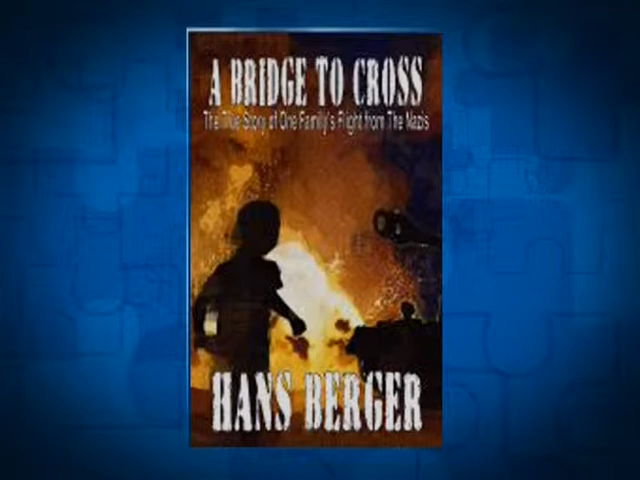 A BRIDGE TO CROSS
The True Story of One Family's Flight from The Nazis
HANS BERGER